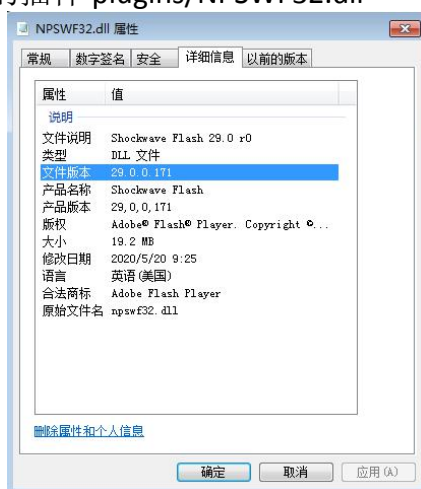 plugins/NPSWF32.dll
NPSWF32.dll 属性
常规 数字签名 安全 详细信息 以前的版本
属性 值
说明
文件说明 Shockwave Flash 29.0 r0
类型 DLL 文件
文件版本 29.0.0.171
产品名称 Shockwave Flash
产品版本 29,0,0,171
版权 Adobe® Flash® Player. Copyright ©...
大小 19.2 MB
修改日期 2020/5/20 9:25
语言 英语(美国)
合法商标 Adobe Flash Player
原始文件名 npswf32.dll
删除属性和个人信息
确定 取消 应用(A)